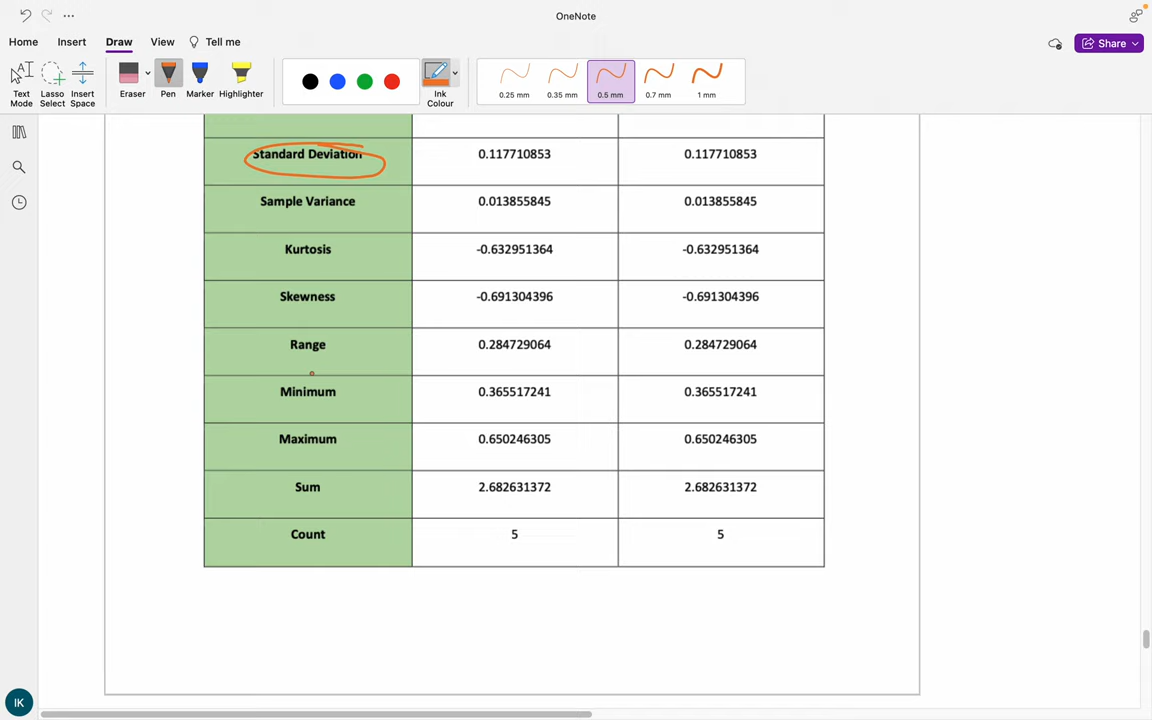 OneNote
Home Insert Draw View Tell me
Share
Text Mode
Lasso Select
Insert Space
Eraser
Pen
Marker
Highlighter
Ink Colour
0.25 mm
0.35 mm
0.5 mm
0.7 mm
1 mm
Standard Deviation 0.117710853 0.117710853
Sample Variance 0.013855845 0.013855845
Kurtosis -0.632951364 -0.632951364
Skewness -0.691304396 -0.691304396
Range 0.284729064 0.284729064
Minimum 0.365517241 0.365517241
Maximum 0.650246305 0.650246305
Sum 2.682631372 2.682631372
Count 5 5
IK